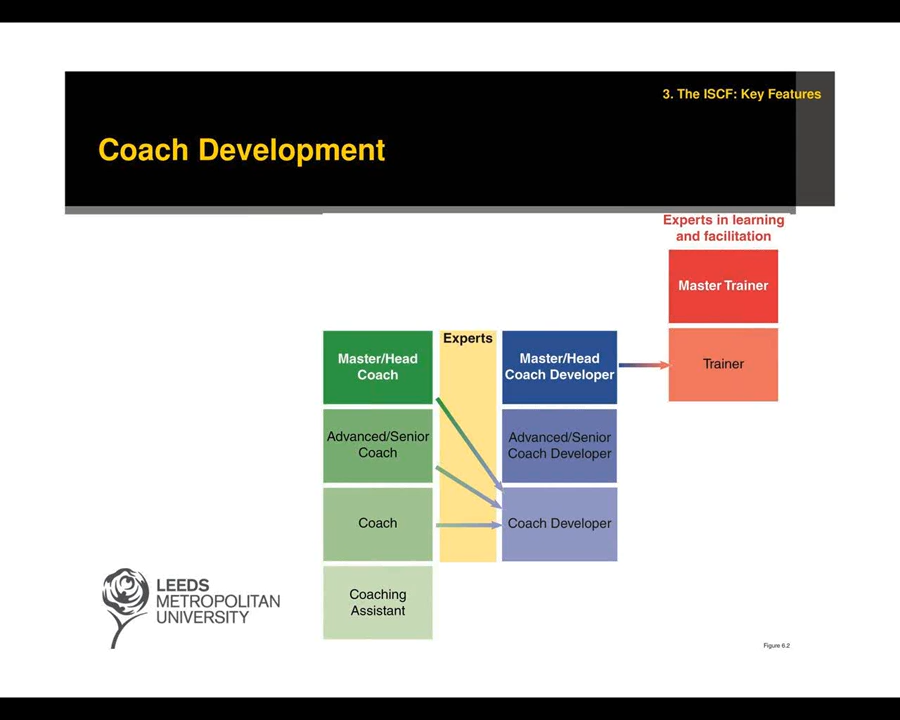 3. The ISCF: Key Features
Coach Development
Experts in learning
and facilitation
Master Trainer
Trainer
Experts
Master/Head
Coach
Master/Head
Coach Developer
Advanced/Senior
Coach
Advanced/Senior
Coach Developer
Coach
Coach Developer
Coaching
Assistant
LEEDS
METROPOLITAN
UNIVERSITY
Figure 6.2